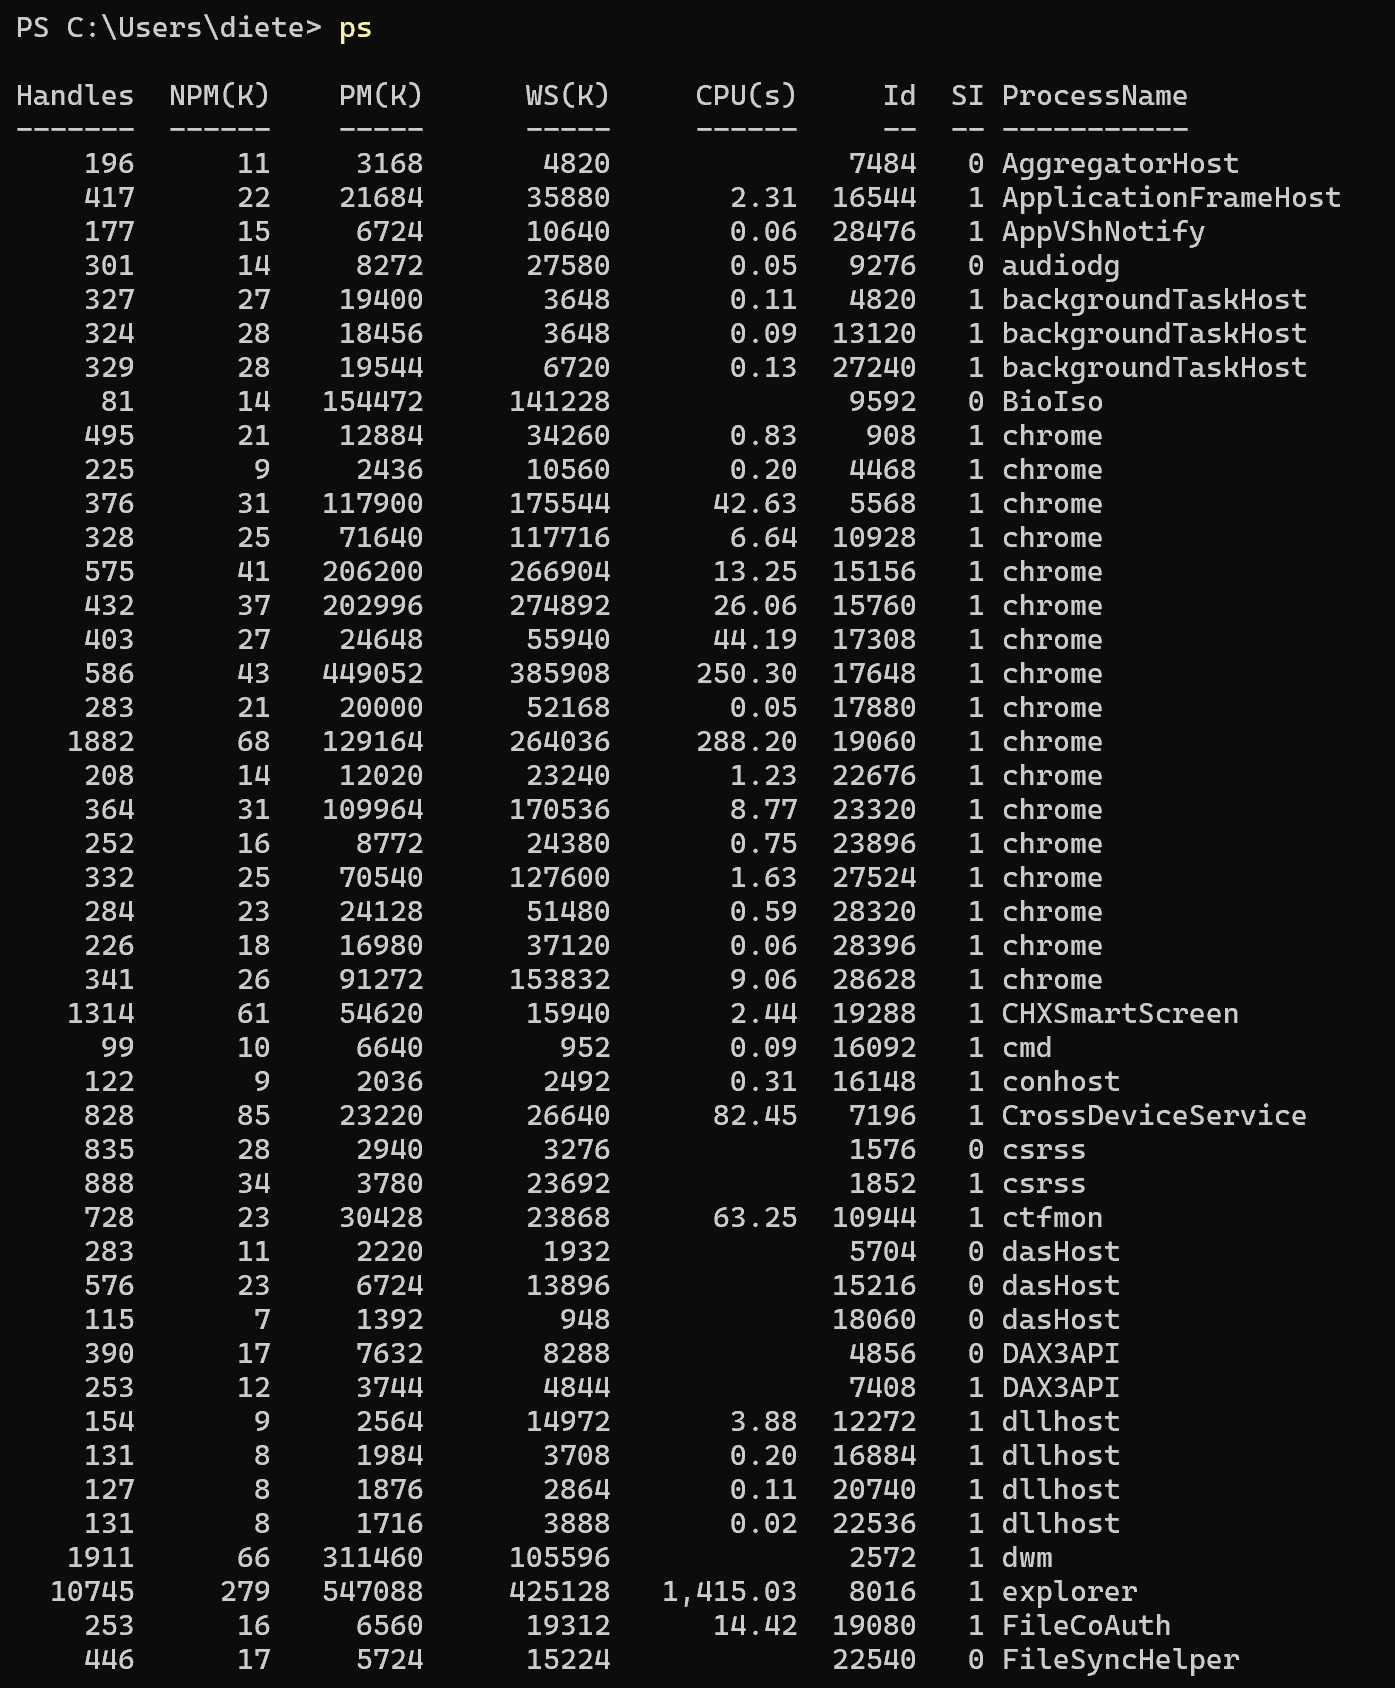 PS C:\Users\diete> ps
Handles  NPM(K)    PM(K)      WS(K)     CPU(s)     Id  SI ProcessName
-------  ------    -----      -----     ------     --  -- -----------
    196      11     3168       4820              7484   0 AggregatorHost
    417      22    21684      35880       2.31  16544   1 ApplicationFrameHost
    177      15     6724      10640       0.06  28476   1 AppVShNotify
    301      14     8272      27580       0.05   9276   0 audiodg
    327      27    19400       3648       0.11   4820   1 backgroundTaskHost
    324      28    18456       3648       0.09  13120   1 backgroundTaskHost
    329      28    19544       6720       0.13  27240   1 backgroundTaskHost
     81      14   154472     141228              9592   0 BioIso
    495      21    12884      34260       0.83    908   1 chrome
    225       9     2436      10560       0.20   4468   1 chrome
    376      31   117900     175544      42.63   5568   1 chrome
    328      25    71640     117716       6.64  10928   1 chrome
    575      41   206200     266904      13.25  15156   1 chrome
    432      37   202996     274892      26.06  15760   1 chrome
    403      27    24648      55940      44.19  17308   1 chrome
    586      43   449052     385908     250.30  17648   1 chrome
    283      21    20000      52168       0.05  17880   1 chrome
   1882      68   129164     264036     288.20  19060   1 chrome
    208      14    12020      23240       1.23  22676   1 chrome
    364      31   109964     170536       8.77  23320   1 chrome
    252      16     8772      24380       0.75  23896   1 chrome
    332      25    70540     127600       1.63  27524   1 chrome
    284      23    24128      51480       0.59  28320   1 chrome
    226      18    16980      37120       0.06  28396   1 chrome
    341      26    91272     153832       9.06  28628   1 chrome
   1314      61    54620      15940       2.44  19288   1 CHXSmartScreen
     99      10     6640        952       0.09  16092   1 cmd
    122       9     2036       2492       0.31  16148   1 conhost
    828      85    23220      26640      82.45   7196   1 CrossDeviceService
    835      28     2940       3276              1576   0 csrss
    888      34     3780      23692              1852   1 csrss
    728      23    30428      23868      63.25  10944   1 ctfmon
    283      11     2220       1932              5704   0 dasHost
    576      23     6724      13896             15216   0 dasHost
    115       7     1392        948             18060   0 dasHost
    390      17     7632       8288              4856   0 DAX3API
    253      12     3744       4844              7408   1 DAX3API
    154       9     2564      14972       3.88  12272   1 dllhost
    131       8     1984       3708       0.20  16884   1 dllhost
    127       8     1876       2864       0.11  20740   1 dllhost
    131       8     1716       3888       0.02  22536   1 dllhost
   1911      66   311460     105596              2572   1 dwm
  10745     279   547088     425128   1,415.03   8016   1 explorer
    253      16     6560      19312      14.42  19080   1 FileCoAuth
    446      17     5724      15224             22540   0 FileSyncHelper